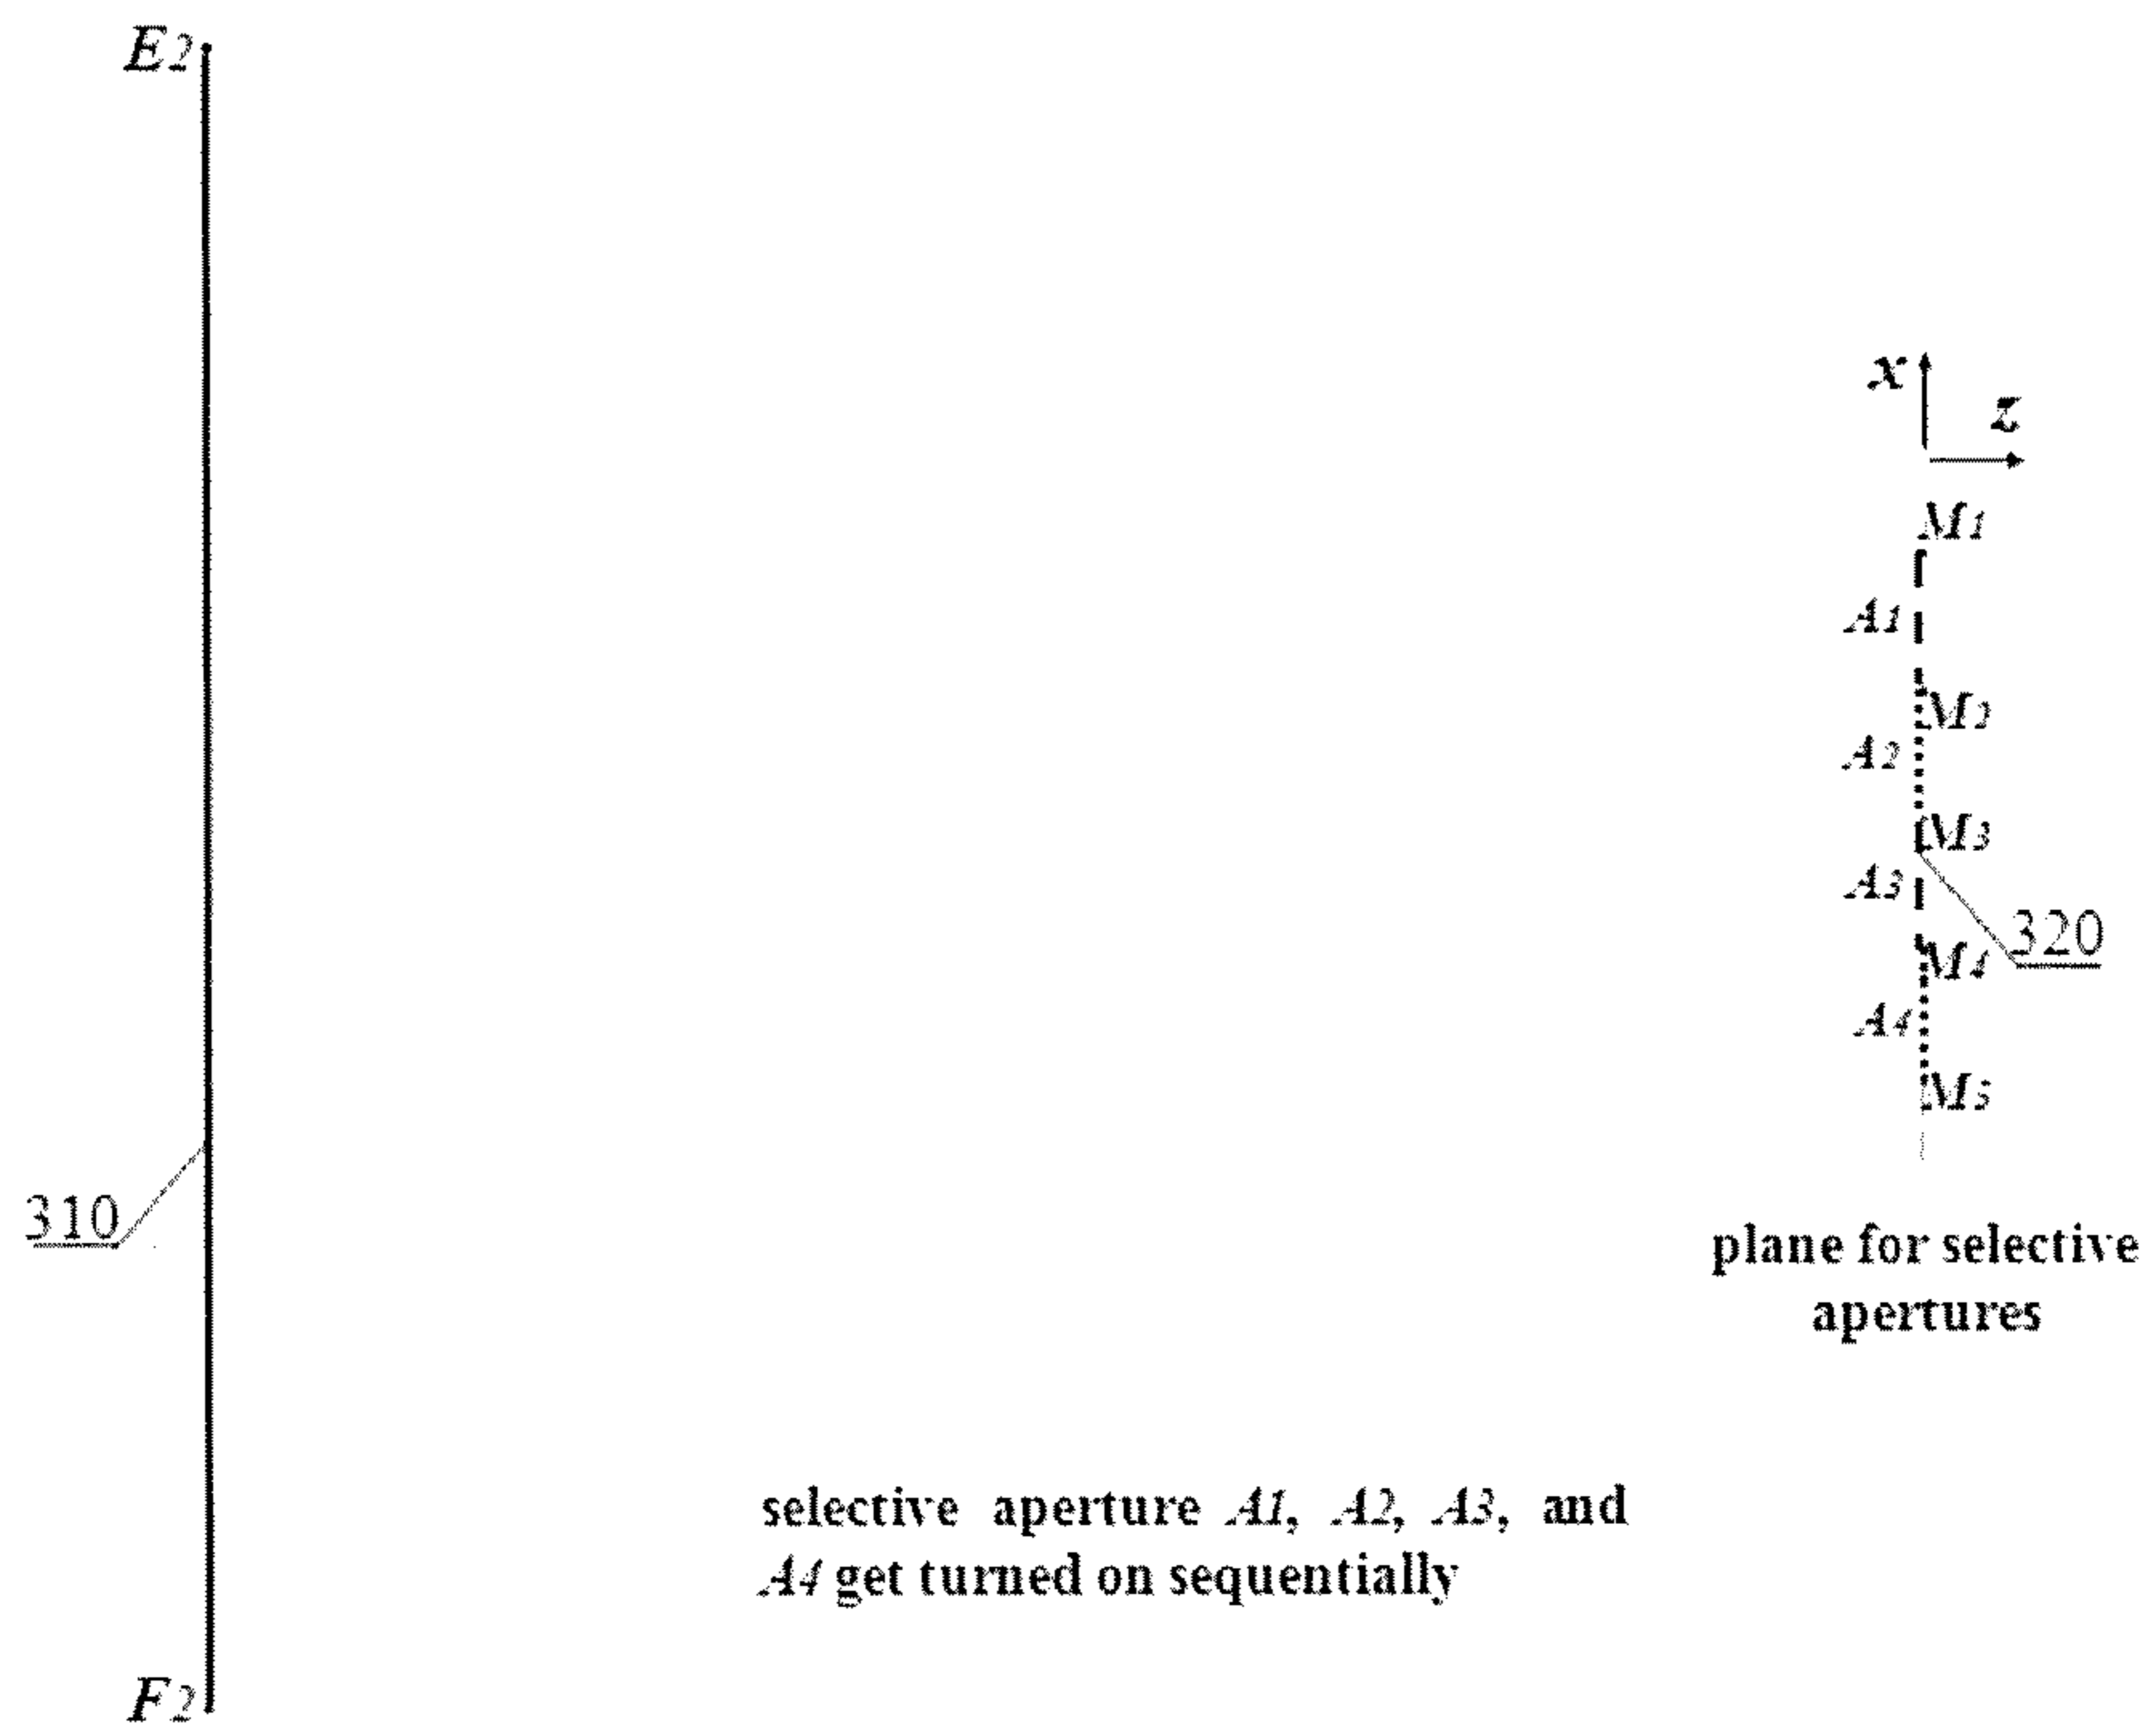 E2
x
z
M1
A1
M2
A2
M3
A3
320
M4
A4
M5
310
plane for selective
apertures
selective aperture A1, A2, A3, and
A4 get turned on sequentially
F2